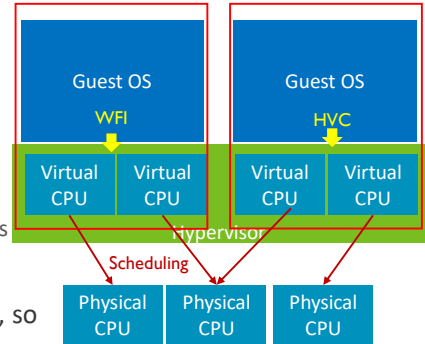 Guest OS
Guest OS
WFI
HVC
Virtual CPU
Virtual CPU
Virtual CPU
Virtual CPU
Hypervisor
s
Scheduling
, so
Physical CPU
Physical CPU
Physical CPU